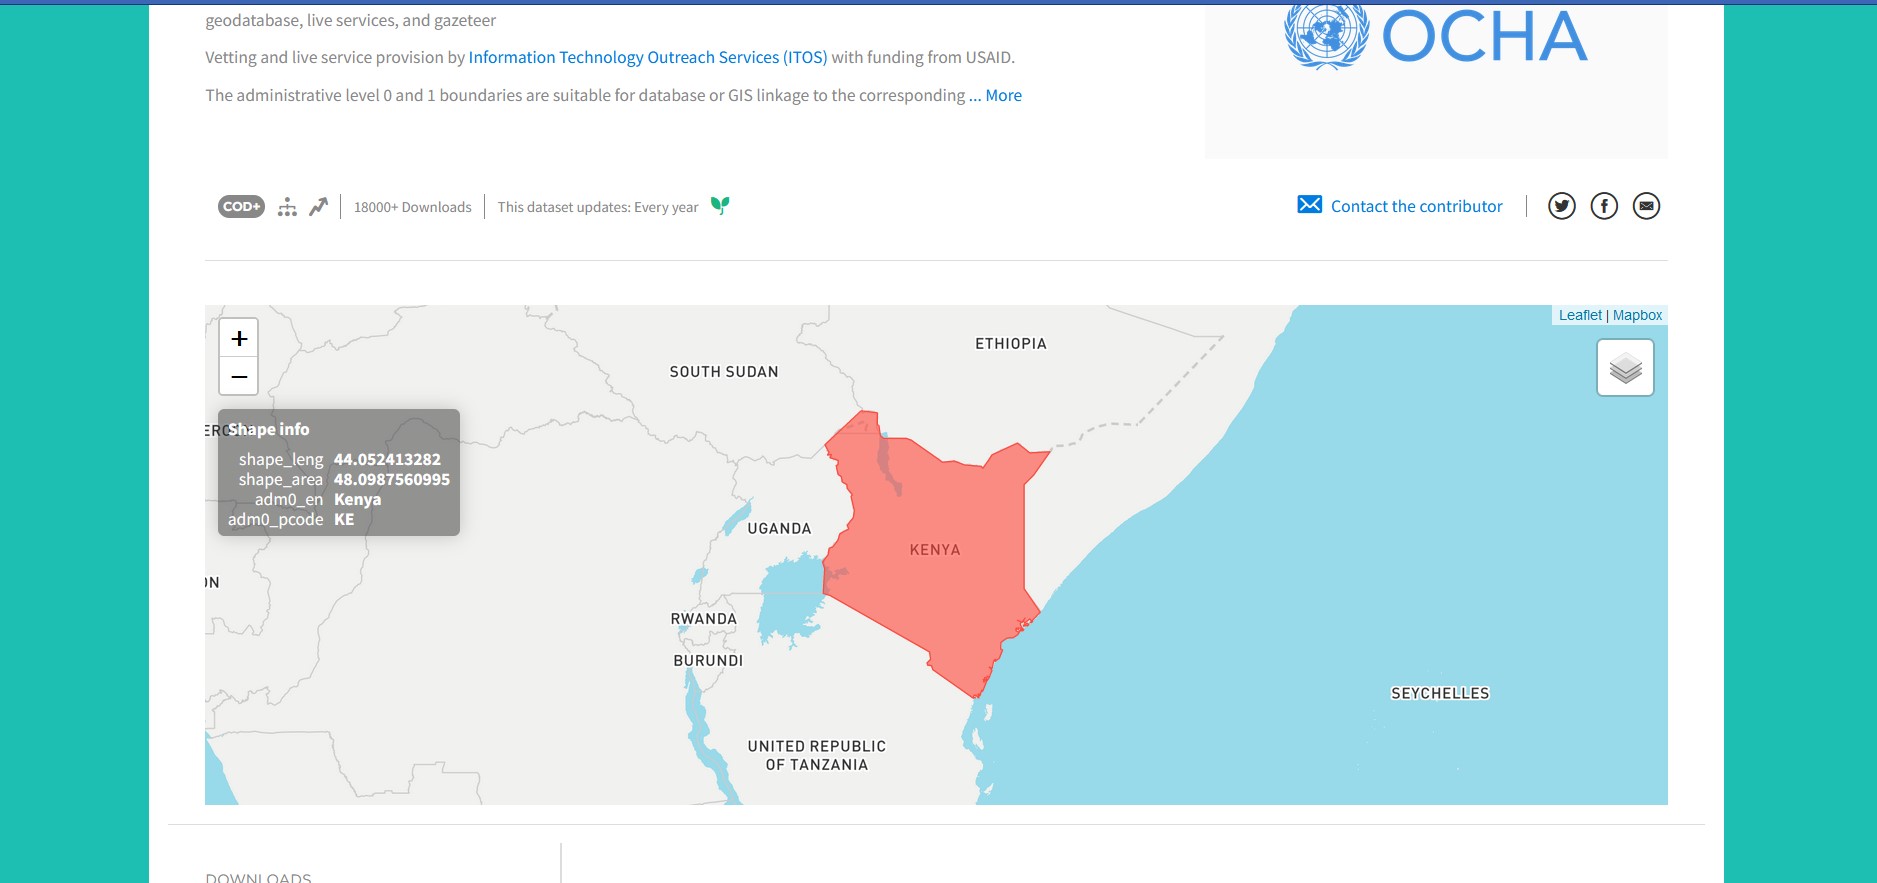 geodatabase, live services, and gazeteer
OCHA
Vetting and live service provision by Information Technology Outreach Services (ITOS) with funding from USAID.
The administrative level 0 and 1 boundaries are suitable for database or GIS linkage to the corresponding ... More
COD+ 18000+ Downloads This dataset updates: Every year
Contact the contributor
Leaflet | Mapbox
+
−
ETHIOPIA
SOUTH SUDAN
Shape info
shape_leng 44.052413282
shape_area 48.0987560995
adm0_en Kenya
adm0_pcode KE
UGANDA
KENYA
ON
RWANDA
BURUNDI
SEYCHELLES
UNITED REPUBLIC
OF TANZANIA
DOWNLOADS